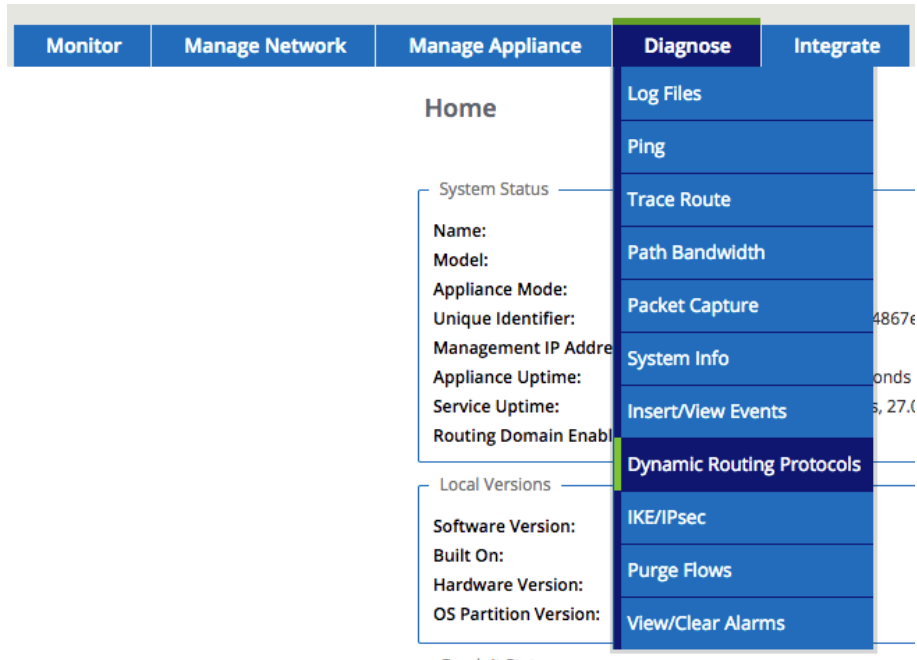 Monitor
Manage Network
Manage Appliance
Diagnose
Integrate
Home
Log Files
Ping
Trace Route
Path Bandwidth
Packet Capture
System Info
Insert/View Events
Dynamic Routing Protocols
IKE/IPsec
Purge Flows
View/Clear Alarms
System Status
Name:
Model:
Appliance Mode:
Unique Identifier:
4867e
Management IP Addre
Appliance Uptime:
onds
Service Uptime:
s, 27.0
Routing Domain Enabl
Local Versions
Software Version:
Built On:
Hardware Version:
OS Partition Version: